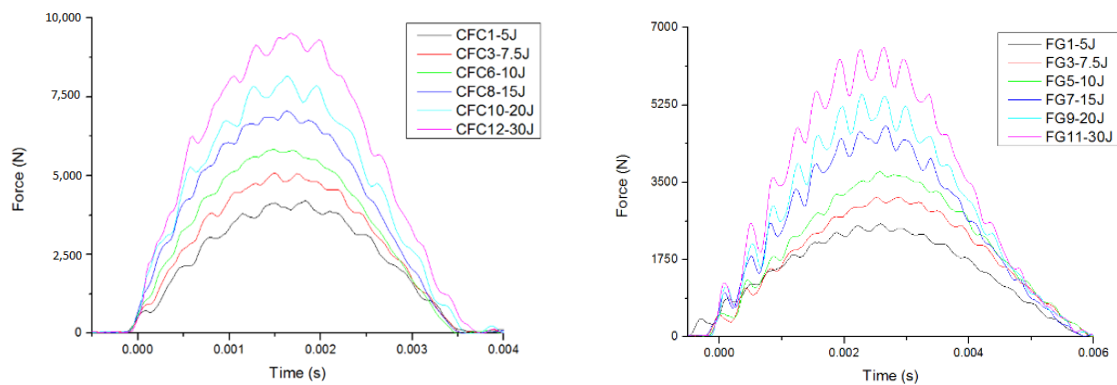 10,000
7,500
5,000
2,500
0
Force (N)
0.000
0.001
0.002
0.003
0.004
Time (s)
CFC1-5J
CFC3-7.5J
CFC6-10J
CFC8-15J
CFC10-20J
CFC12-30J
7000
5250
3500
1750
0
Force (N)
0.000
0.002
0.004
0.006
Time (s)
FG1-5J
FG3-7.5J
FG5-10J
FG7-15J
FG9-20J
FG11-30J